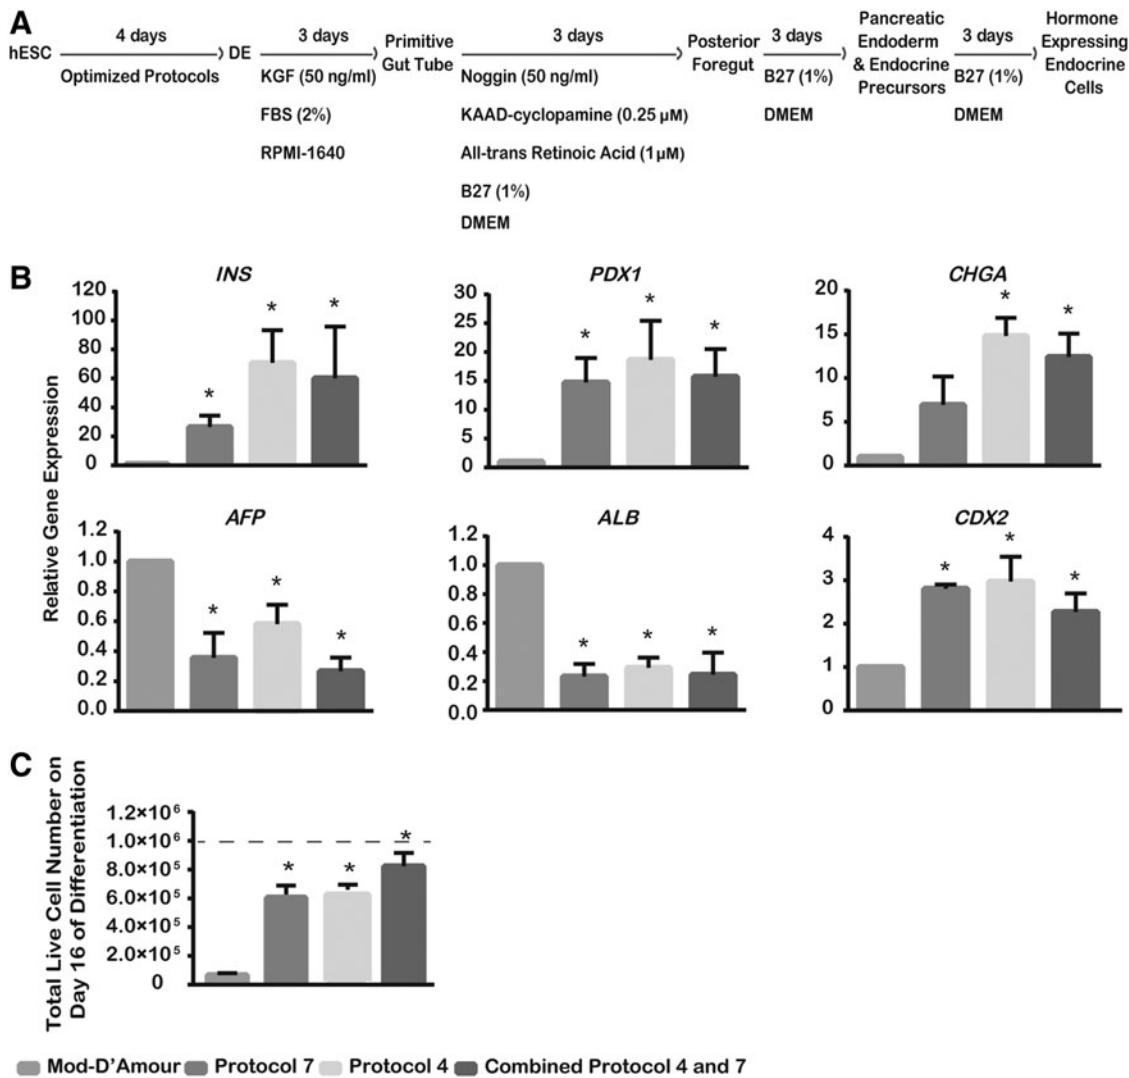 A
hESC
4 days
Optimized Protocols
DE
3 days
KGF (50 ng/ml)
FBS (2%)
RPMI-1640
Primitive
Gut Tube
3 days
Noggin (50 ng/ml)
KAAD-cyclopamine (0.25 μM)
All-trans Retinoic Acid (1μM)
B27 (1%)
DMEM
Posterior
Foregut
3 days
B27 (1%)
DMEM
Pancreatic
Endoderm
& Endocrine
Precursors
3 days
B27 (1%)
DMEM
Hormone
Expressing
Endocrine
Cells
B
Relative Gene Expression
INS
120
100
80
60
40
20
0
*
*
*
PDX1
30
25
20
15
10
5
0
*
*
*
CHGA
20
15
10
5
0
*
*
AFP
1.2
1.0
0.8
0.6
0.4
0.2
0.0
*
*
*
ALB
1.2
1.0
0.8
0.6
0.4
0.2
0.0
*
*
*
CDX2
4
3
2
1
0
*
*
*
C
Total Live Cell Number on
Day 16 of Differentiation
1.2×10⁶
1.0×10⁶
8.0×10⁵
6.0×10⁵
4.0×10⁵
2.0×10⁵
0
*
*
*
Mod-D'Amour Protocol 7 Protocol 4 Combined Protocol 4 and 7